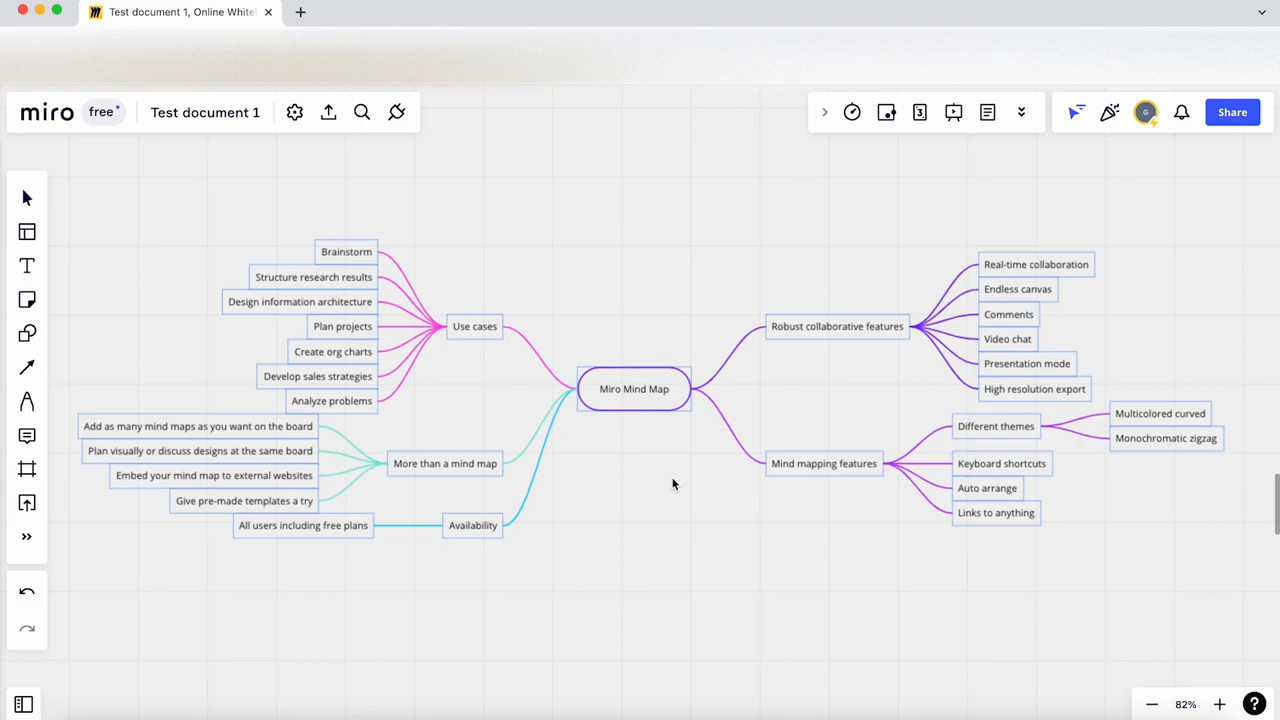 Test document 1, Online White
miro free Test document 1
3
G
Share
Brainstorm
Structure research results
Design information architecture
Plan projects
Create org charts
Develop sales strategies
Analyze problems
Use cases
Add as many mind maps as you want on the board
Plan visually or discuss designs at the same board
Embed your mind map to external websites
Give pre-made templates a try
More than a mind map
All users including free plans
Availability
Miro Mind Map
Robust collaborative features
Real-time collaboration
Endless canvas
Comments
Video chat
Presentation mode
High resolution export
Mind mapping features
Different themes
Multicolored curved
Monochromatic zigzag
Keyboard shortcuts
Auto arrange
Links to anything
82%